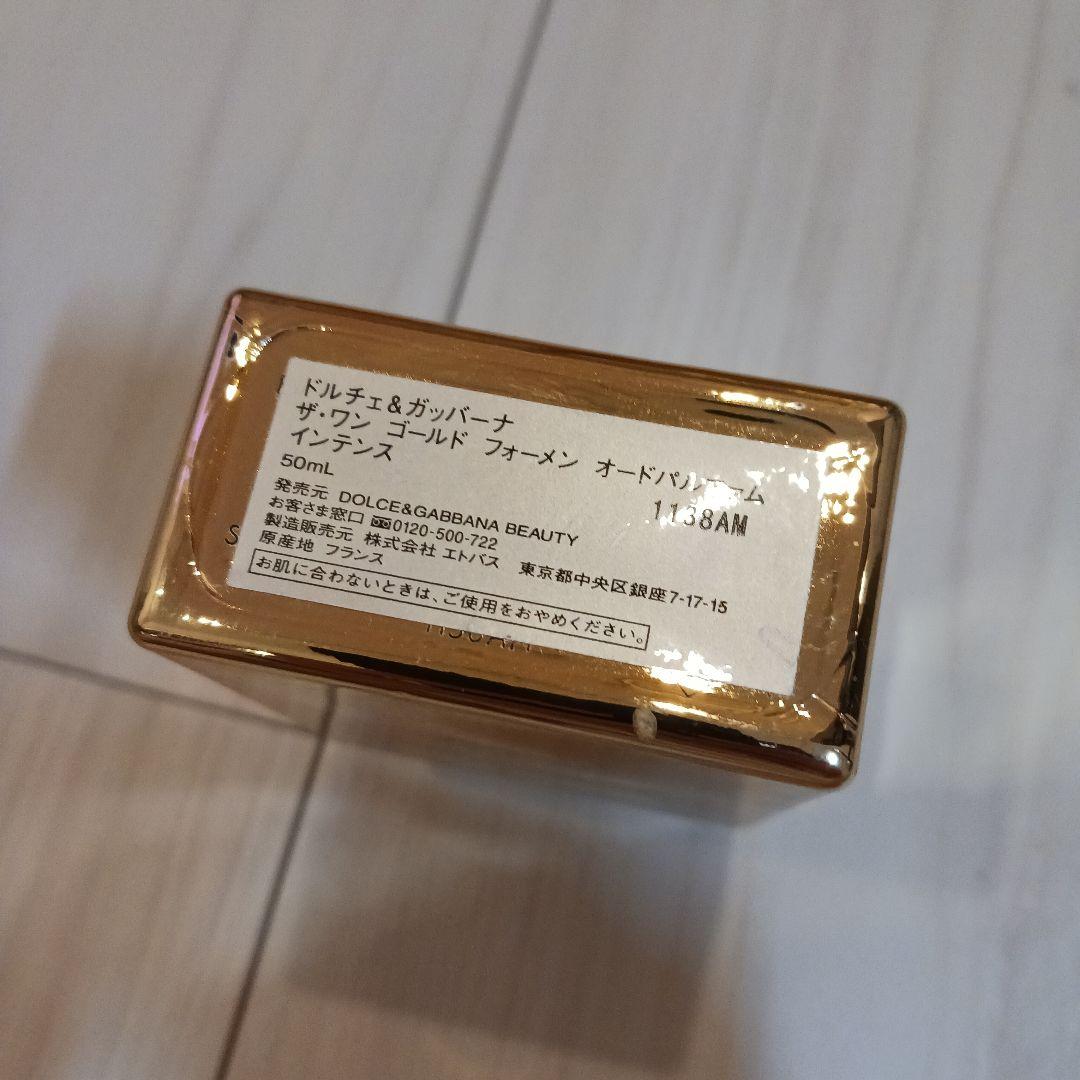 ドルチェ&ガッバーナ
ザ・ワン ゴールド フォーメン オードパルファーム
インテンス
50mL 1138AM
発売元 DOLCE&GABBANA BEAUTY
お客さま窓口 0120-500-722
製造販売元 株式会社 エトバス 東京都中央区銀座7-17-15
原産地 フランス
お肌に合わないときは、ご使用をおやめください。